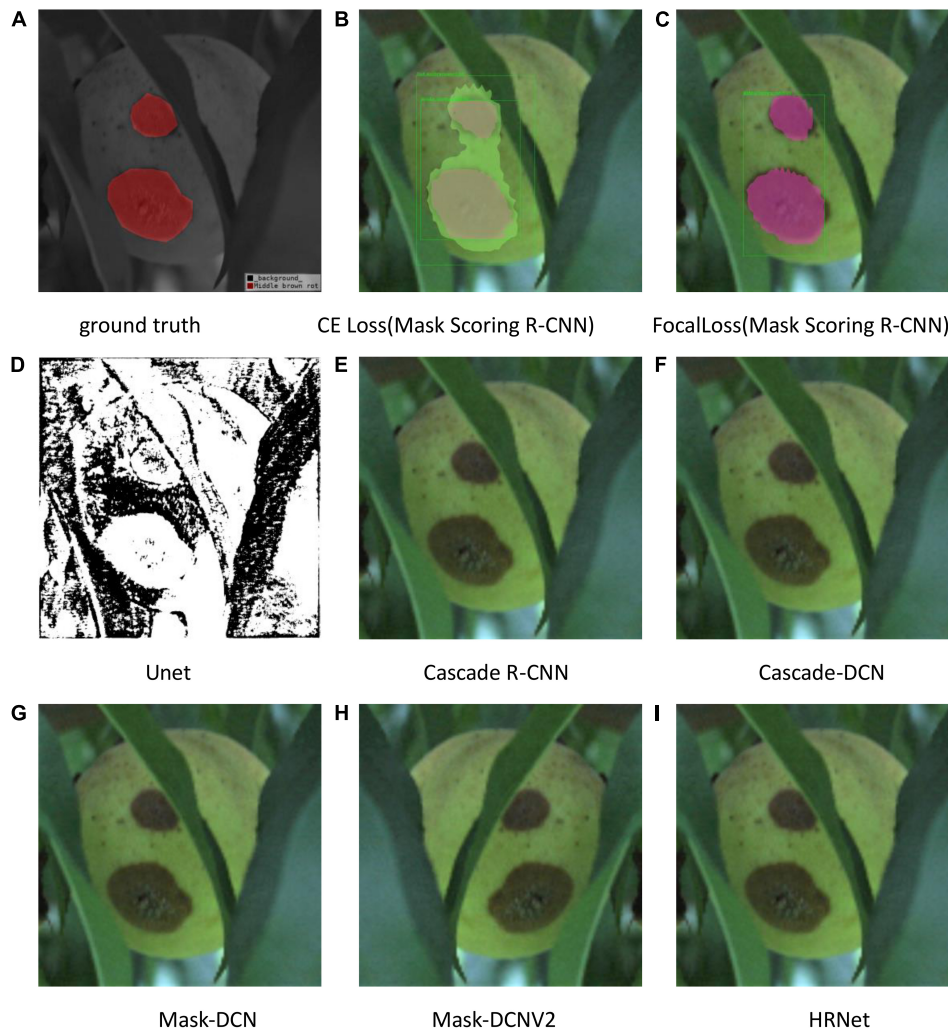 A
B
C
_background_
Middle brown rot
ground truth
CE Loss(Mask Scoring R-CNN)
FocalLoss(Mask Scoring R-CNN)
D
E
F
Unet
Cascade R-CNN
Cascade-DCN
G
H
I
Mask-DCN
Mask-DCNV2
HRNet